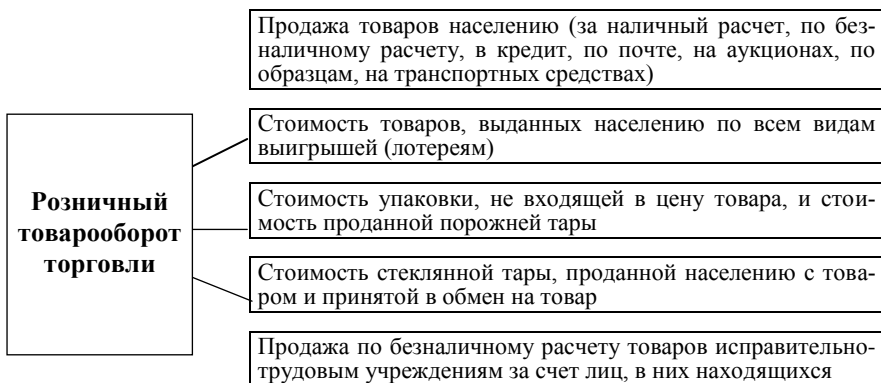 Продажа товаров населению (за наличный расчет, по без-
наличному расчету, в кредит, по почте, на аукционах, по
образцам, на транспортных средствах)
Стоимость товаров, выданных населению по всем видам
выигрышей (лотереям)
Розничный
товарооборот
торговли
Стоимость упаковки, не входящей в цену товара, и стои-
мость проданной порожней тары
Стоимость стеклянной тары, проданной населению с това-
ром и принятой в обмен на товар
Продажа по безналичному расчету товаров исправительно-
трудовым учреждениям за счет лиц, в них находящихся